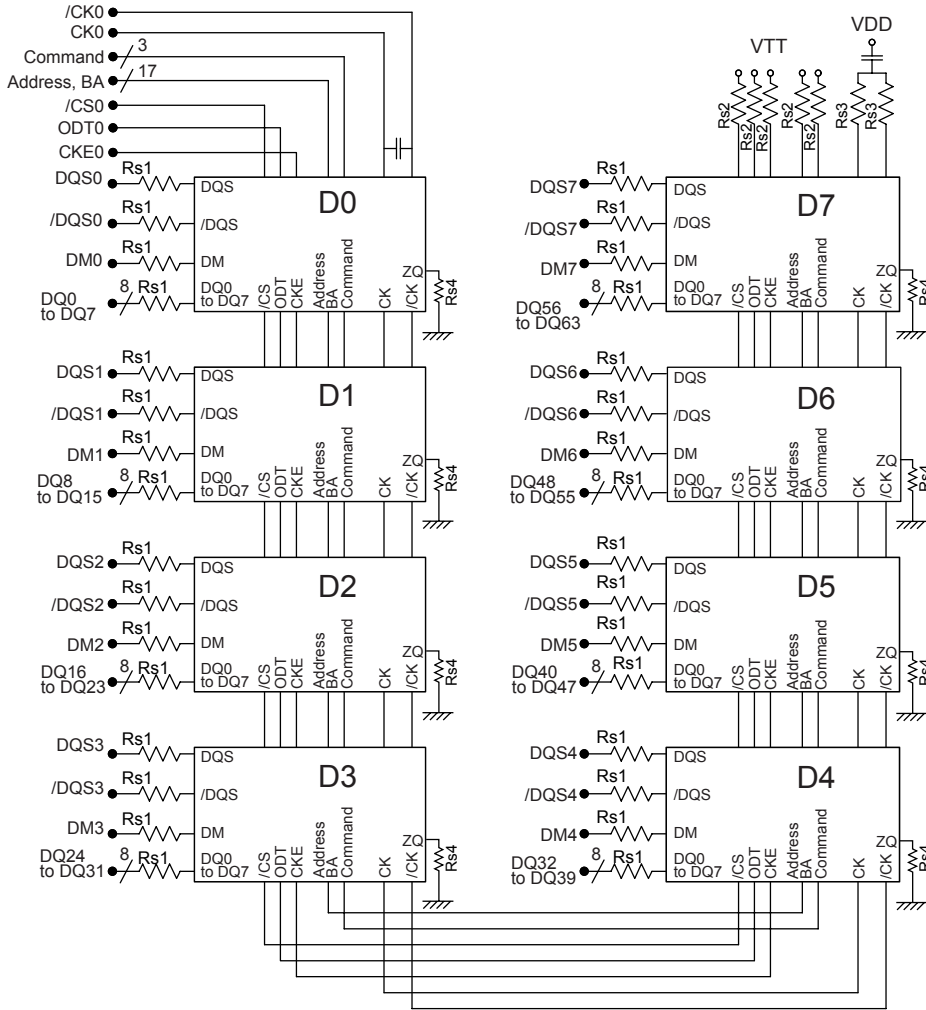 /CK0
CK0
Command 3
Address, BA 17
/CS0
ODT0
CKE0
VTT
VDD
Rs2
Rs2
Rs2
Rs2
Rs2
Rs3
Rs3
DQS0 Rs1 DQS
/DQS0 Rs1 /DQS
DM0 Rs1 DM
DQ0
to DQ7 8 Rs1 DQ0
to DQ7
D0
/CS
ODT
CKE
Address
BA
Command
CK
/CK
ZQ
Rs4
DQS1 Rs1 DQS
/DQS1 Rs1 /DQS
DM1 Rs1 DM
DQ8
to DQ15 8 Rs1 DQ0
to DQ7
D1
/CS
ODT
CKE
Address
BA
Command
CK
/CK
ZQ
Rs4
DQS2 Rs1 DQS
/DQS2 Rs1 /DQS
DM2 Rs1 DM
DQ16
to DQ23 8 Rs1 DQ0
to DQ7
D2
/CS
ODT
CKE
Address
BA
Command
CK
/CK
ZQ
Rs4
DQS3 Rs1 DQS
/DQS3 Rs1 /DQS
DM3 Rs1 DM
DQ24
to DQ31 8 Rs1 DQ0
to DQ7
D3
/CS
ODT
CKE
Address
BA
Command
CK
/CK
ZQ
Rs4
DQS7 Rs1 DQS
/DQS7 Rs1 /DQS
DM7 Rs1 DM
DQ56
to DQ63 8 Rs1 DQ0
to DQ7
D7
/CS
ODT
CKE
Address
BA
Command
CK
/CK
ZQ
Rs4
DQS6 Rs1 DQS
/DQS6 Rs1 /DQS
DM6 Rs1 DM
DQ48
to DQ55 8 Rs1 DQ0
to DQ7
D6
/CS
ODT
CKE
Address
BA
Command
CK
/CK
ZQ
Rs4
DQS5 Rs1 DQS
/DQS5 Rs1 /DQS
DM5 Rs1 DM
DQ40
to DQ47 8 Rs1 DQ0
to DQ7
D5
/CS
ODT
CKE
Address
BA
Command
CK
/CK
ZQ
Rs4
DQS4 Rs1 DQS
/DQS4 Rs1 /DQS
DM4 Rs1 DM
DQ32
to DQ39 8 Rs1 DQ0
to DQ7
D4
/CS
ODT
CKE
Address
BA
Command
CK
/CK
ZQ
Rs4